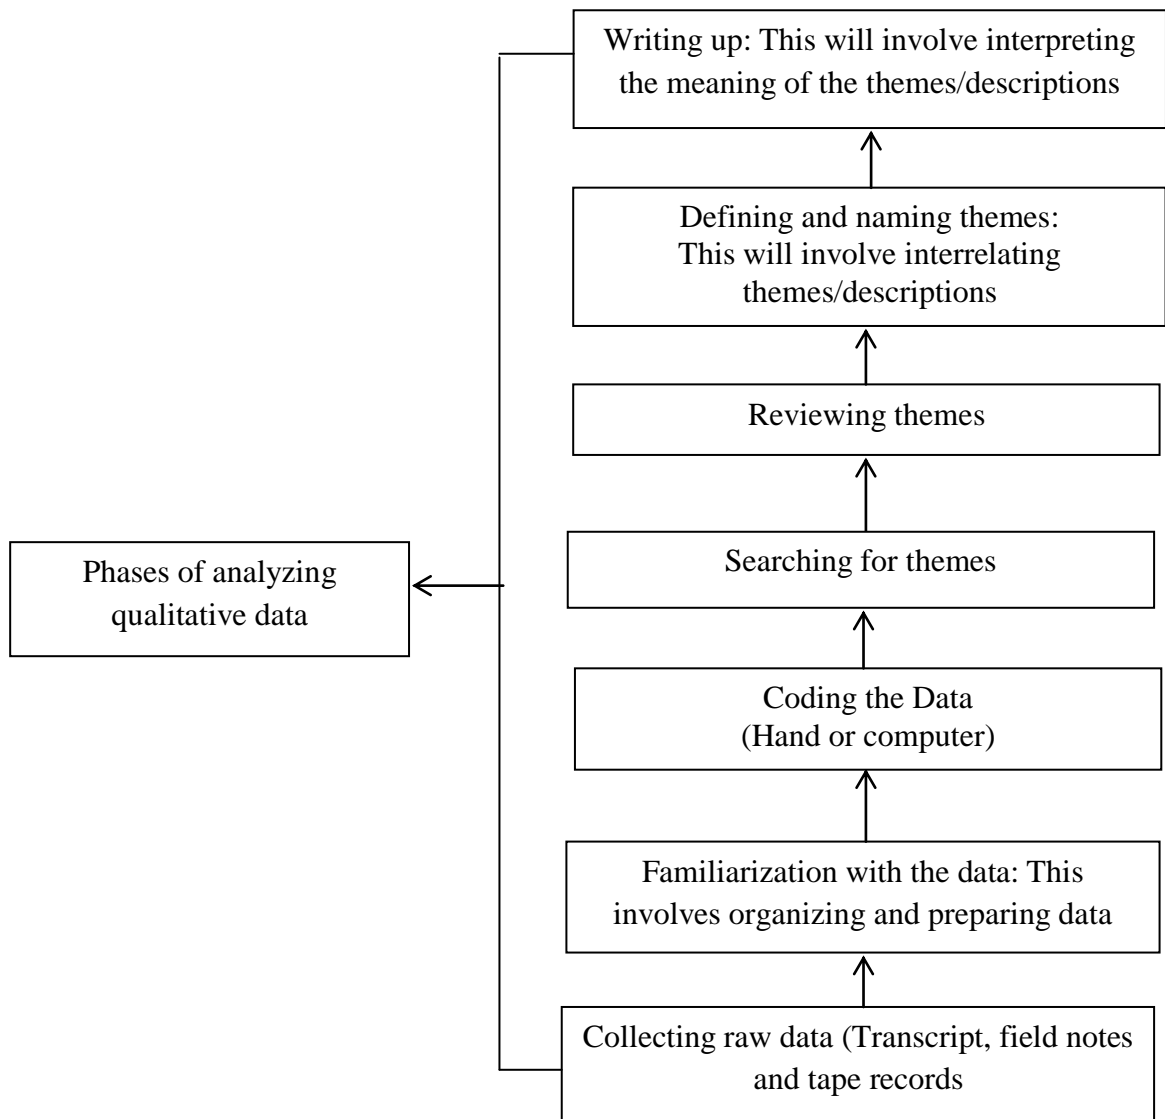 Writing up: This will involve interpreting
the meaning of the themes/descriptions
Defining and naming themes:
This will involve interrelating
themes/descriptions
Reviewing themes
Searching for themes
Phases of analyzing
qualitative data
Coding the Data
(Hand or computer)
Familiarization with the data: This
involves organizing and preparing data
Collecting raw data (Transcript, field notes
and tape records